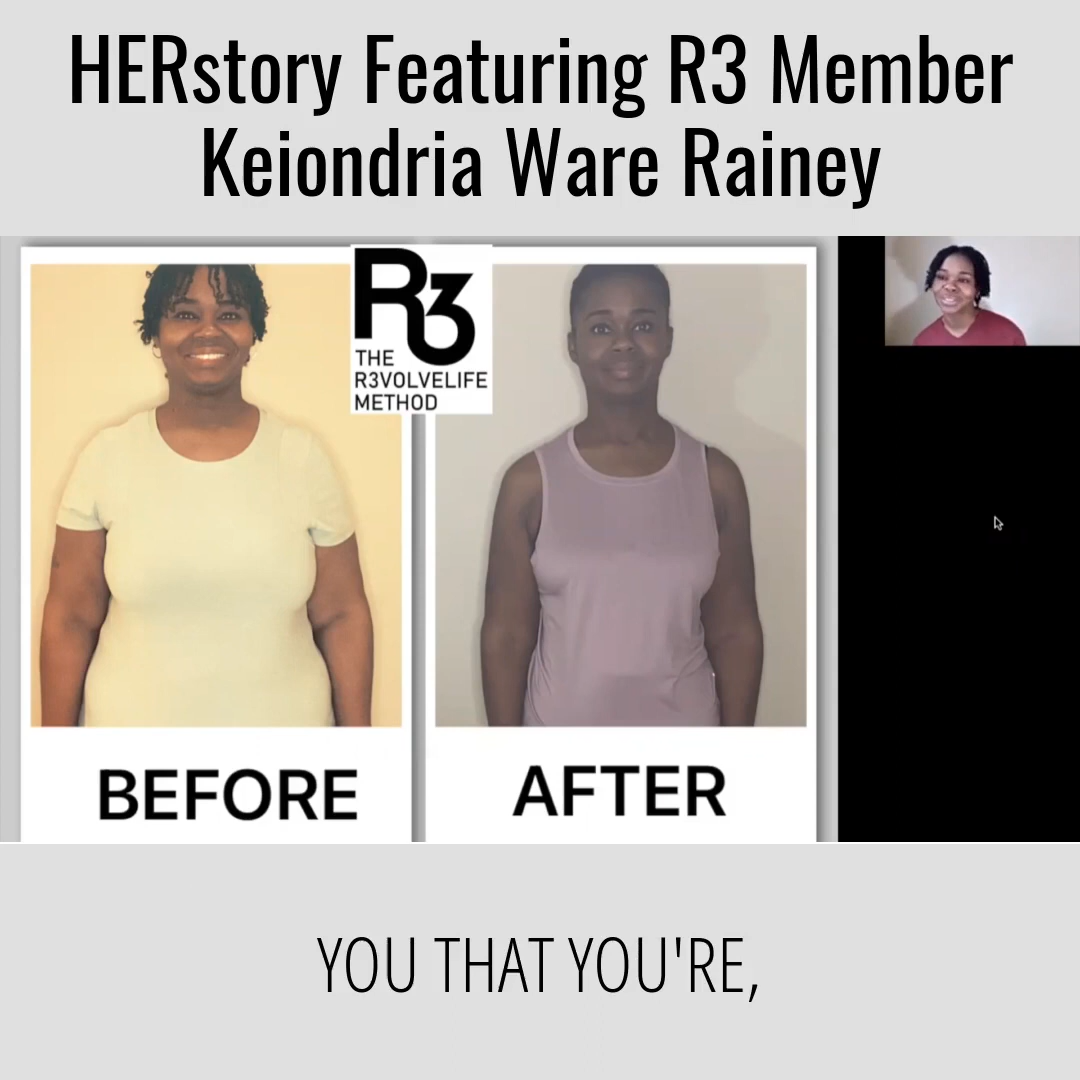 HERstory Featuring R3 Member
Keiondria Ware Rainey
R3
THE
R3VOLVELIFE
METHOD
BEFORE
AFTER
YOU THAT YOU'RE,